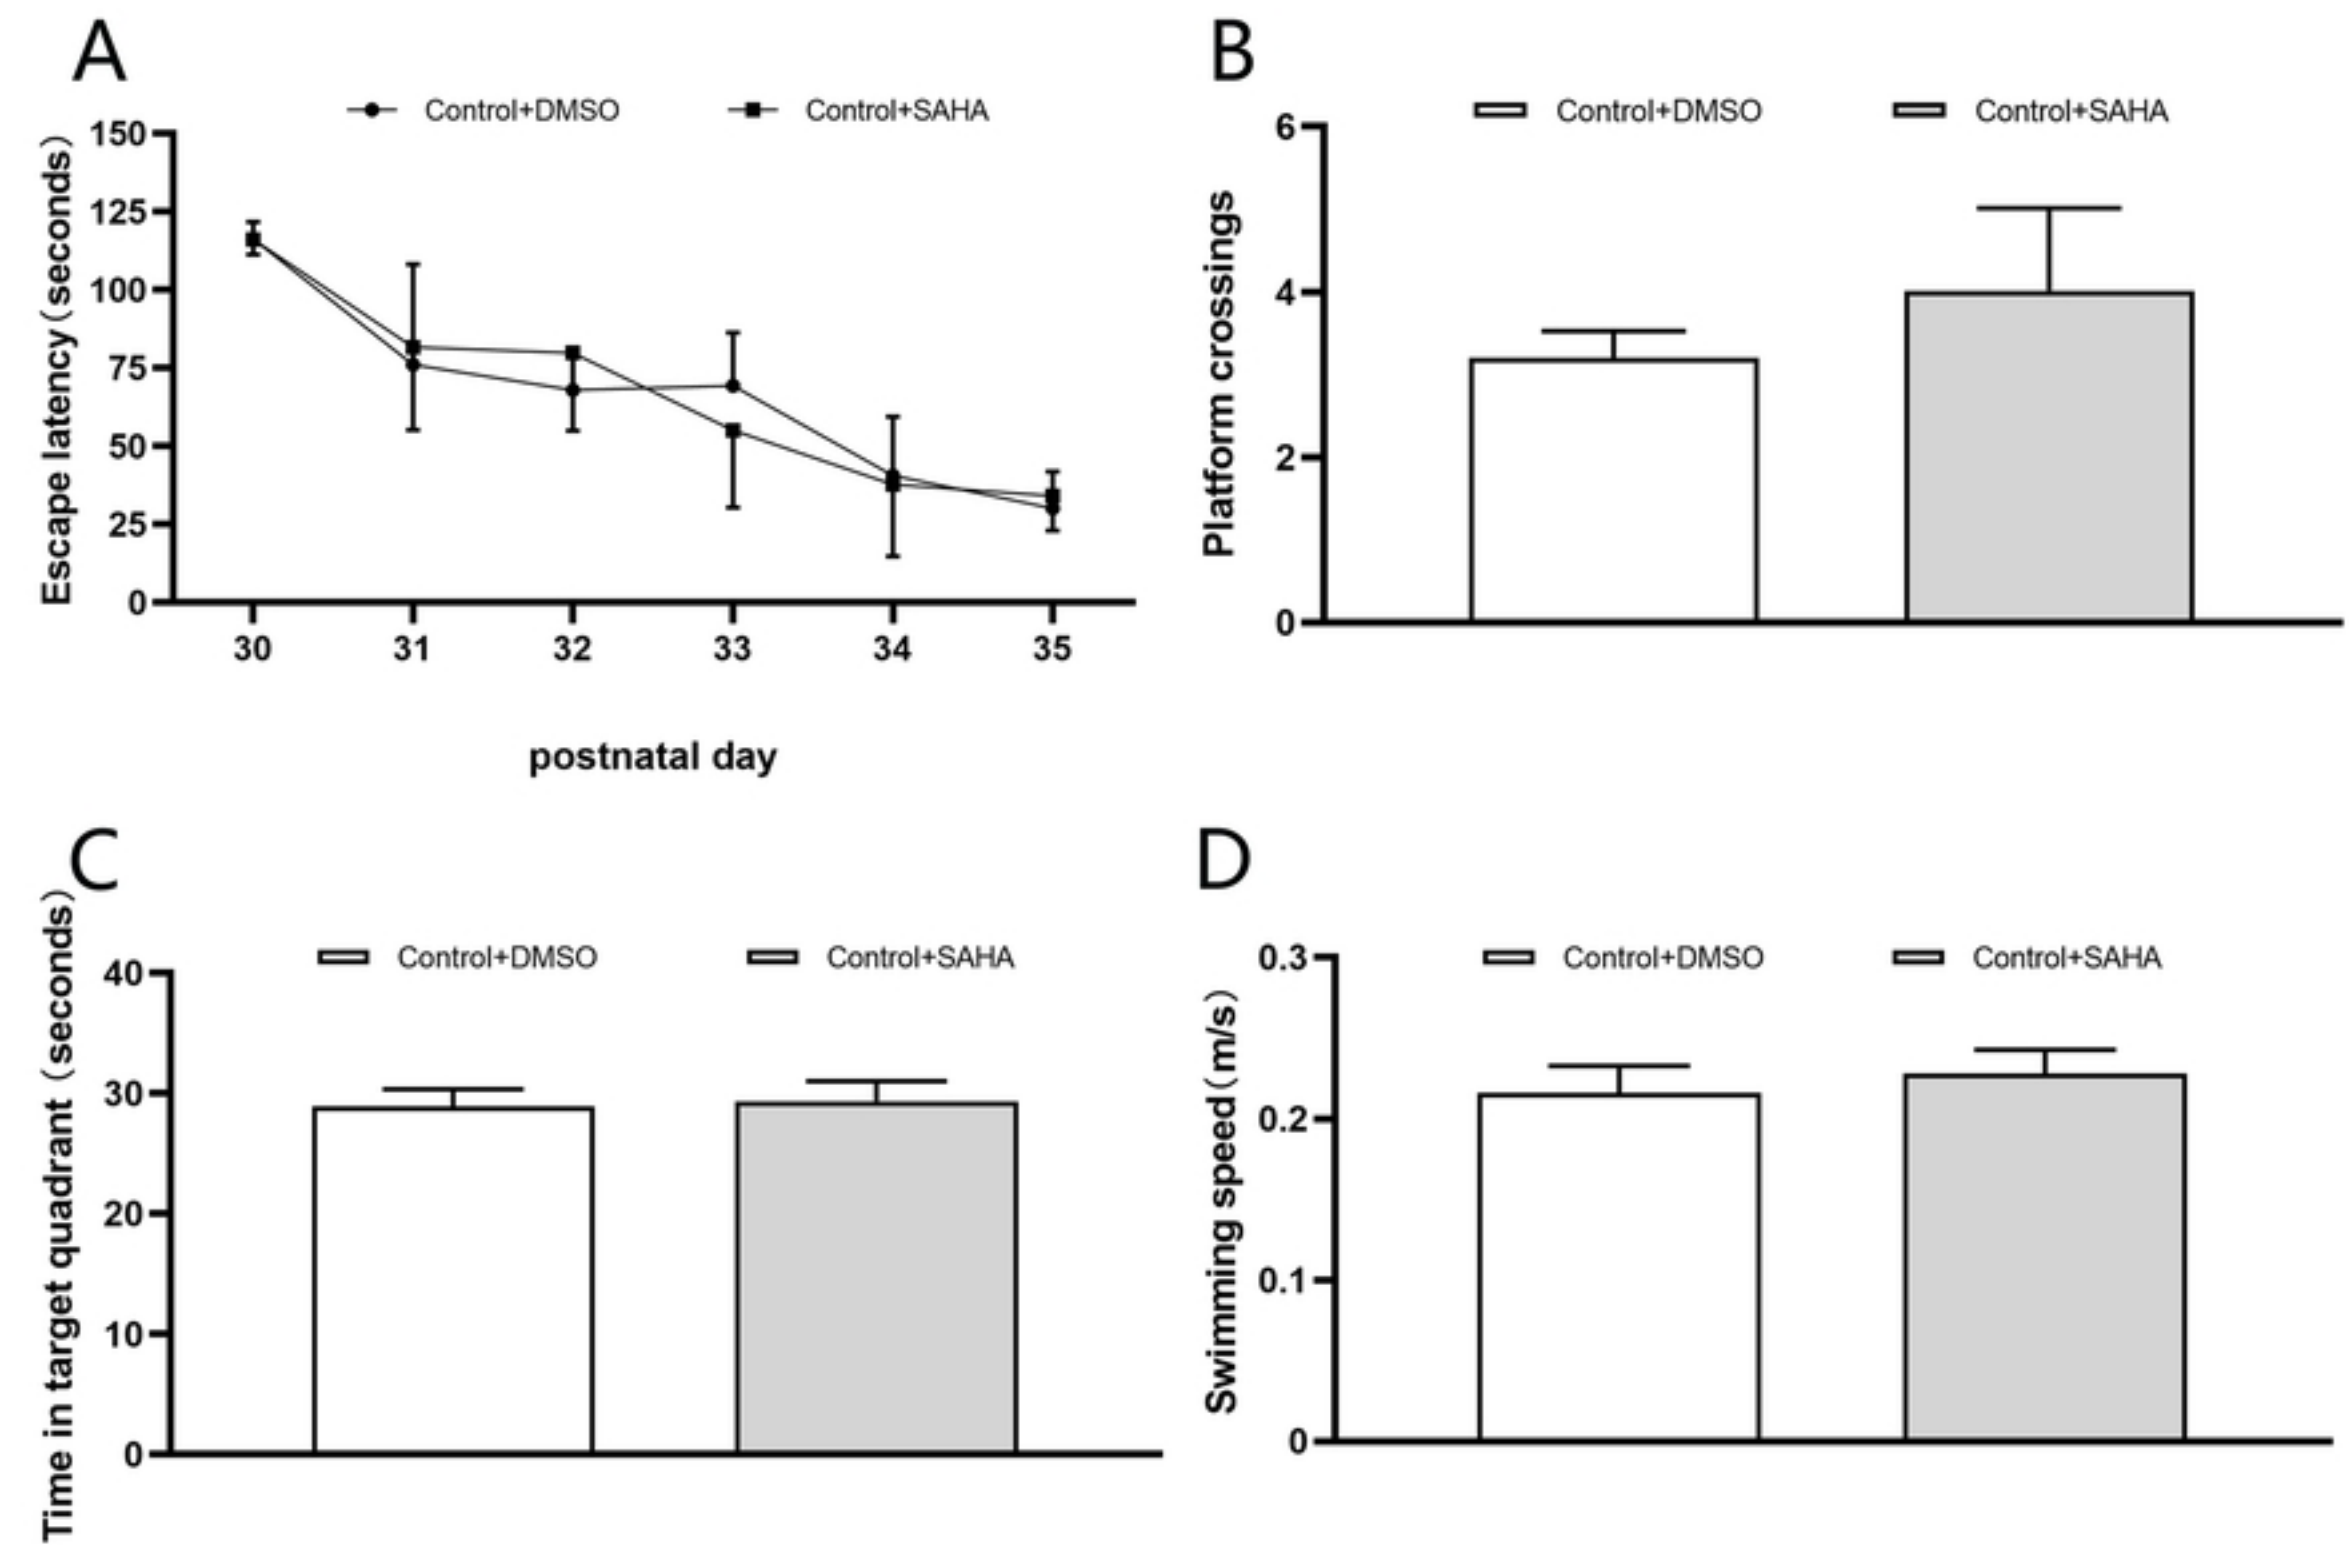 A
Control+DMSO Control+SAHA
Escape latency(seconds)
150
125
100
75
50
25
0
30 31 32 33 34 35
postnatal day
B
Control+DMSO Control+SAHA
Platform crossings
6
4
2
0
C
Control+DMSO Control+SAHA
Time in target quadrant (seconds)
40
30
20
10
0
D
Control+DMSO Control+SAHA
Swimming speed(m/s)
0.3
0.2
0.1
0